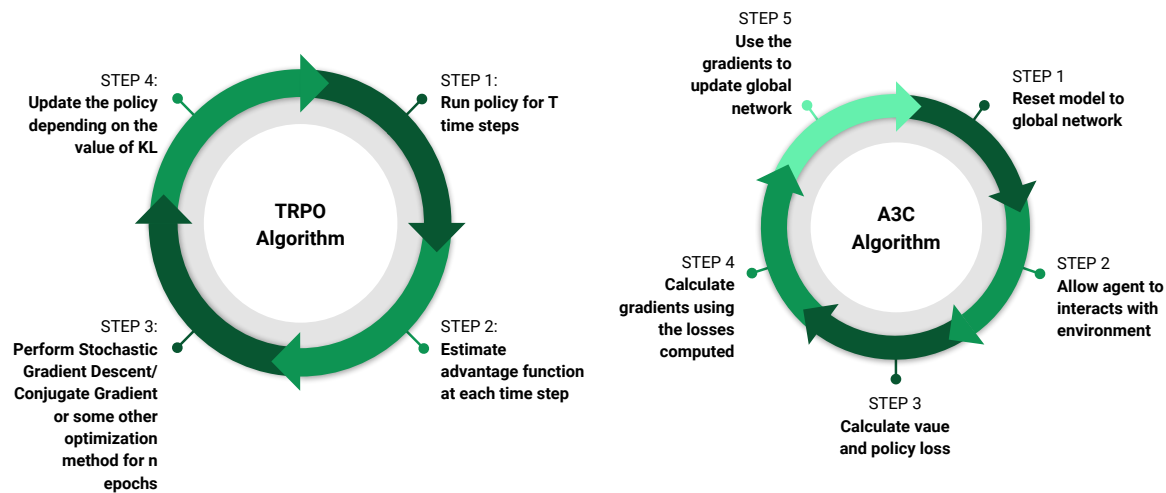 TRPO
Algorithm
STEP 1:
Run policy for T
time steps
STEP 2:
Estimate
advantage function
at each time step
STEP 3:
Perform Stochastic
Gradient Descent/
Conjugate Gradient
or some other
optimization
method for n
epochs
STEP 4:
Update the policy
depending on the
value of KL
A3C
Algorithm
STEP 1
Reset model to
global network
STEP 2
Allow agent to
interacts with
environment
STEP 3
Calculate vaue
and policy loss
STEP 4
Calculate
gradients using
the losses
computed
STEP 5
Use the
gradients to
update global
network